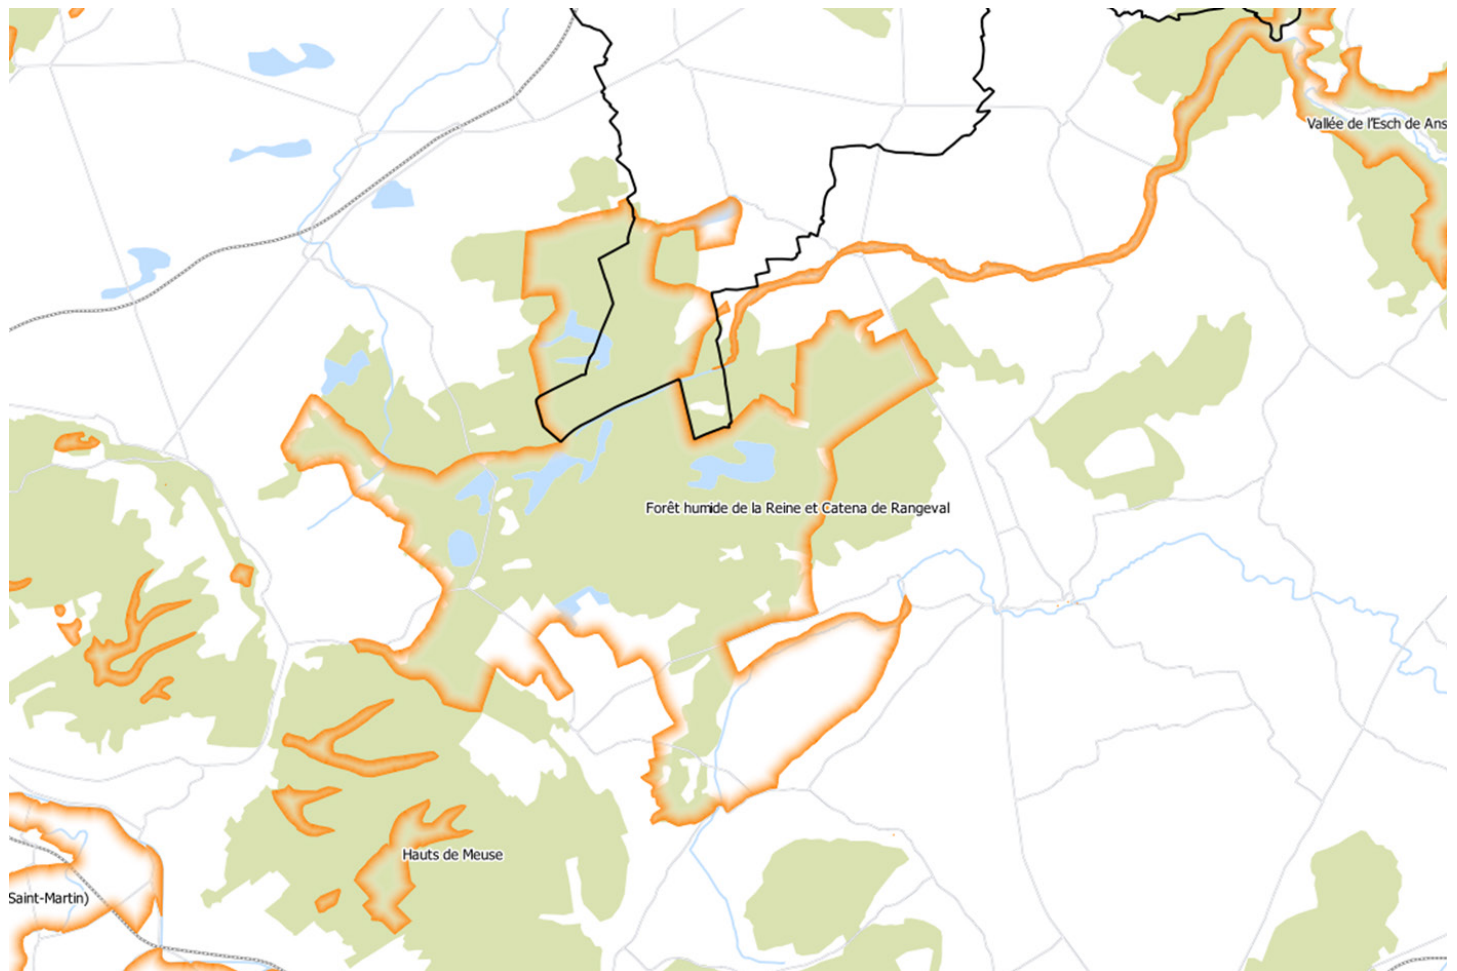 Vallée de l'Esch de Ans
Forêt humide de la Reine et Catena de Rangeval
Hauts de Meuse
Saint-Martin)